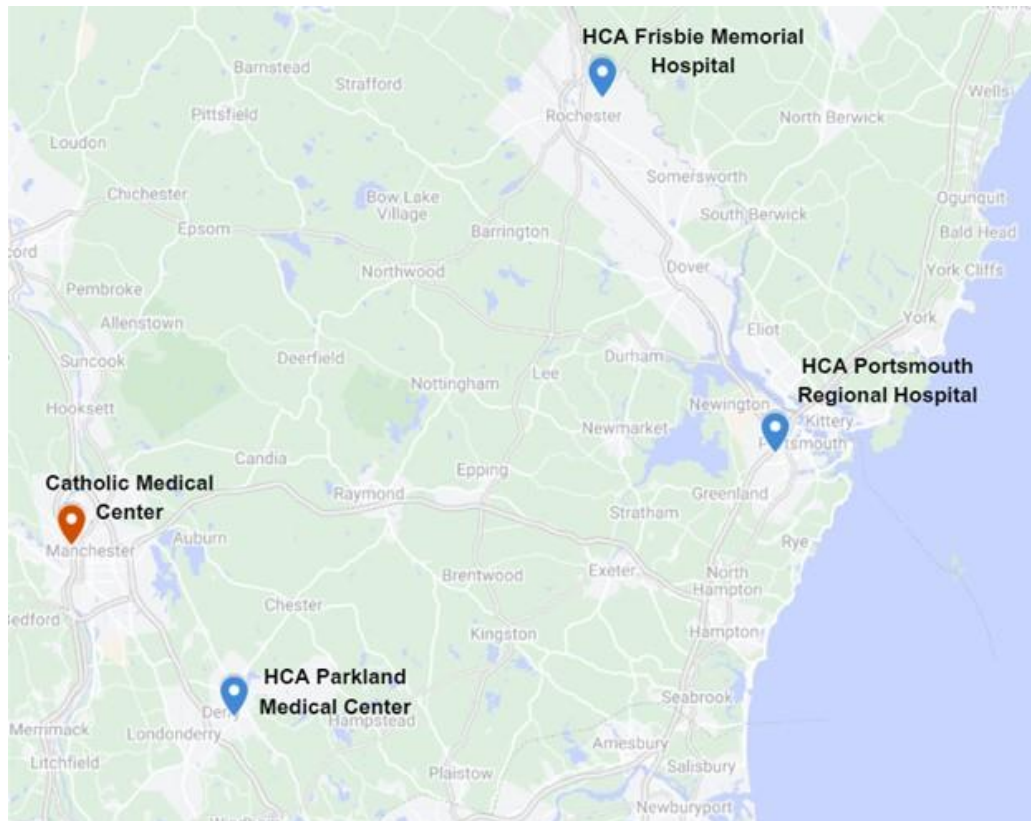 HCA Frisbie Memorial
Hospital
Barnstead
Strafford
Wells
Pittsfield
Rochester
North Berwick
Loudon
Somersworth
Chichester
Bow Lake
Village
South Berwick
Ogunquit
Epsom
Barrington
Bald Head
cord
Northwood
Dover
York Cliffs
Pembroke
Allenstown
Eliot
York
Suncook
Deerfield
Durham
Lee
HCA Portsmouth
Regional Hospital
Nottingham
Hooksett
Newington
Kittery
Newmarket
Portsmouth
Candia
Epping
Catholic Medical
Center
Raymond
Greenland
Stratham
Auburn
Manchester
Rye
Brentwood
Exeter
North
Hampton
Chester
Bedford
Kingston
Hampton
HCA Parkland
Medical Center
Seabrook
Derry
Hampstead
Merrimack
Londonderry
Amesbury
Litchfield
Plaistow
Salisbury
Newburyport